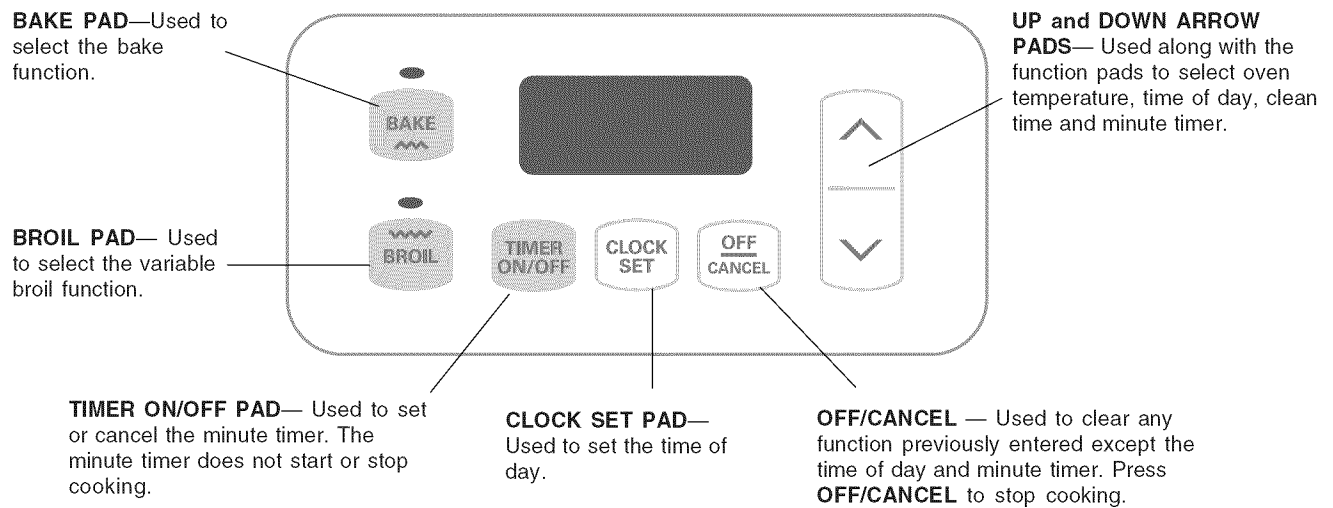 BAKE PAD—Used to
select the bake
function.
UP and DOWN ARROW
PADS— Used along with the
function pads to select oven
temperature, time of day, clean
time and minute timer.
BAKE
BROIL PAD— Used
to select the variable
broil function.
BROIL
TIMER
ON/OFF
CLOCK
SET
OFF
CANCEL
TIMER ON/OFF PAD— Used to set
or cancel the minute timer. The
minute timer does not start or stop
cooking.
CLOCK SET PAD—
Used to set the time of
day.
OFF/CANCEL — Used to clear any
function previously entered except the
time of day and minute timer. Press
OFF/CANCEL to stop cooking.